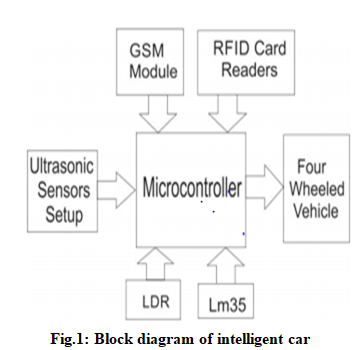 GSM
Module
RFID Card
Readers
Ultrasonic
Sensors
Setup
Microcontroller
Four
Wheeled
Vehicle
LDR
Lm35
Fig.1: Block diagram of intelligent car